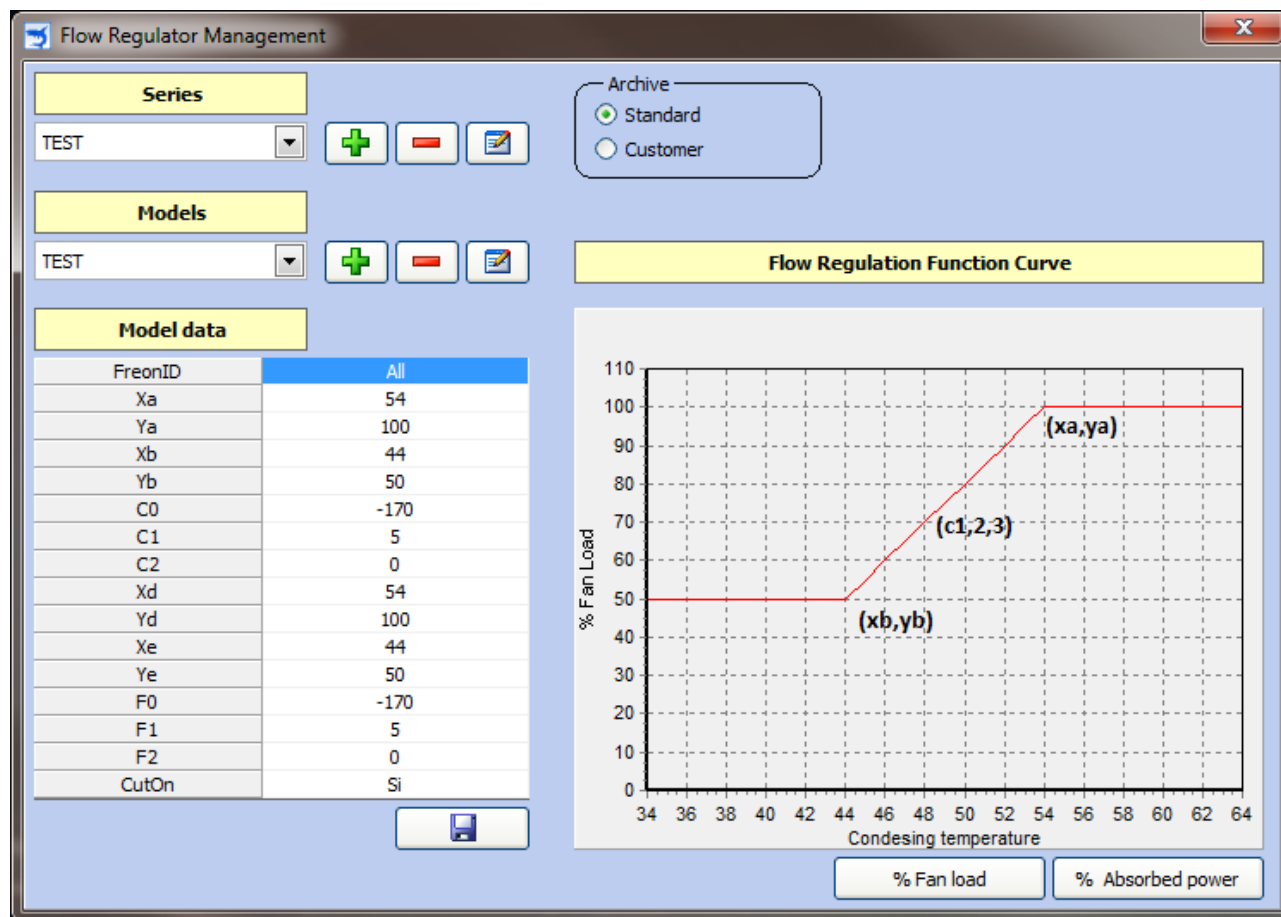 Flow Regulator Management
X
Series
TEST
Archive
Standard
Customer
Models
TEST
Flow Regulation Function Curve
Model data
FreonID All
Xa 54
Ya 100
Xb 44
Yb 50
C0 -170
C1 5
C2 0
Xd 54
Yd 100
Xe 44
Ye 50
F0 -170
F1 5
F2 0
CutOn Si
% Fan Load
110
100
90
80
70
60
50
40
30
20
10
0
(xa,ya)
(c1,2,3)
(xb,yb)
34 36 38 40 42 44 46 48 50 52 54 56 58 60 62 64
Condesing temperature
% Fan load
% Absorbed power